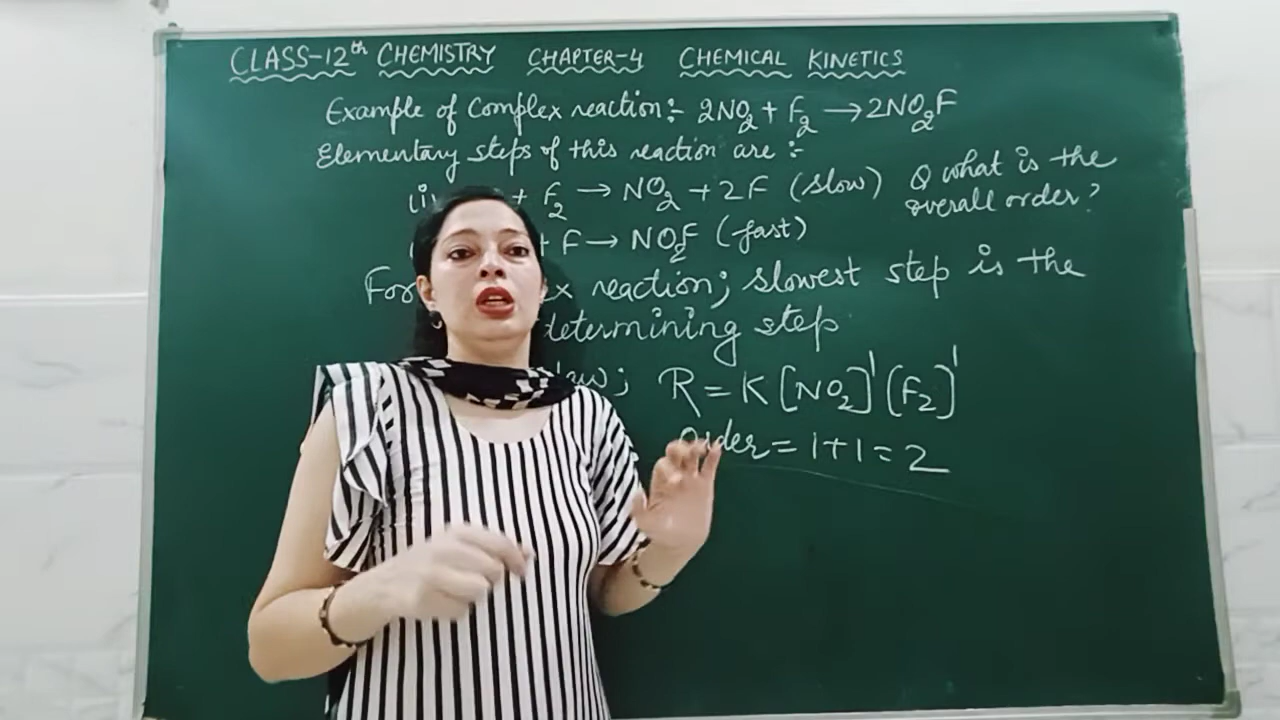 CLASS-12th CHEMISTRY CHAPTER-4 CHEMICAL KINETICS
Example of Complex reaction:- 2NO2 + F2 → 2NO2F
Elementary steps of this reaction are :-
+ F2 → NO2 + 2F (slow) Q what is the
overall order?
+ F → NO2F (fast)
For reaction; slowest step is the
determining step
law; R = K [NO2]¹ [F2]¹
Order = 1+1 = 2